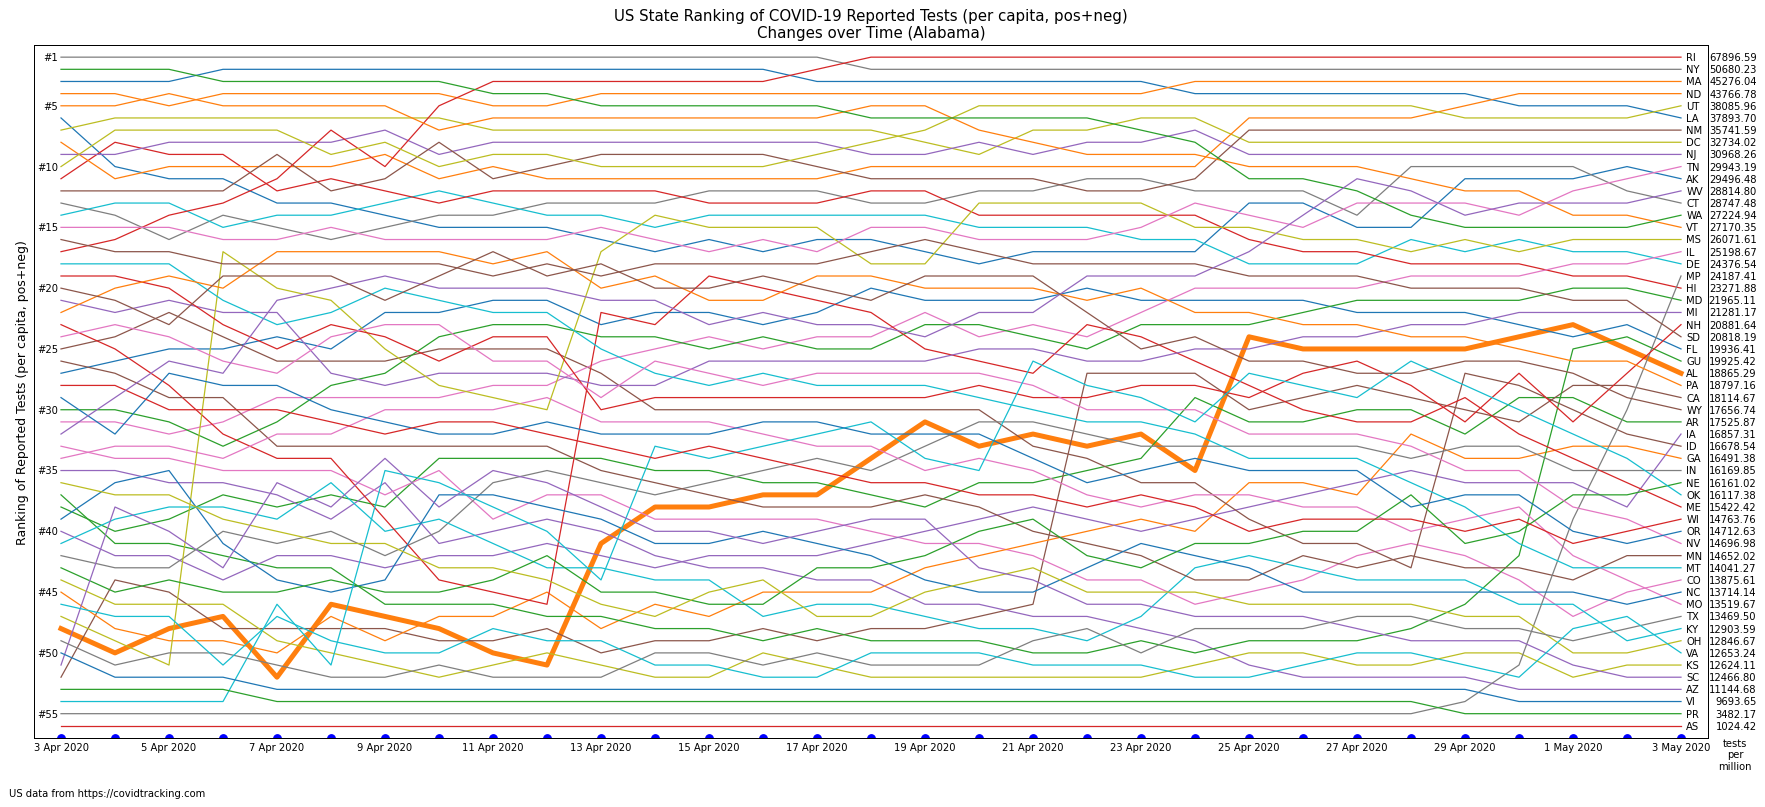 US State Ranking of COVID-19 Reported Tests (per capita, pos+neg)
Changes over Time (Alabama)
Ranking of Reported Tests (per capita, pos+neg)
#1
#5
#10
#15
#20
#25
#30
#35
#40
#45
#50
#55
RI 67896.59
NY 50680.23
MA 45276.04
ND 43766.78
UT 38085.96
LA 37893.70
NM 35741.59
DC 32734.02
NJ 30968.26
TN 29943.19
AK 29496.48
WV 28814.80
CT 28747.48
WA 27224.94
VT 27170.35
MS 26071.61
IL 25198.67
DE 24376.54
MP 24187.41
HI 23271.88
MD 21965.11
MI 21281.17
NH 20881.64
SD 20818.19
FL 19936.41
GU 19925.42
AL 18865.29
PA 18797.16
CA 18114.67
WY 17656.74
AR 17525.87
IA 16857.31
ID 16678.54
GA 16491.38
IN 16169.85
NE 16161.02
OK 16117.38
ME 15422.42
WI 14763.76
OR 14712.63
NV 14696.98
MN 14652.02
MT 14041.27
CO 13875.61
NC 13714.14
MO 13519.67
TX 13469.50
KY 12903.59
OH 12846.67
VA 12653.24
KS 12624.11
SC 12466.80
AZ 11144.68
VI 9693.65
PR 3482.17
AS 1024.42
3 Apr 2020 5 Apr 2020 7 Apr 2020 9 Apr 2020 11 Apr 2020 13 Apr 2020 15 Apr 2020 17 Apr 2020 19 Apr 2020 21 Apr 2020 23 Apr 2020 25 Apr 2020 27 Apr 2020 29 Apr 2020 1 May 2020 3 May 2020
tests
per
million
US data from https://covidtracking.com